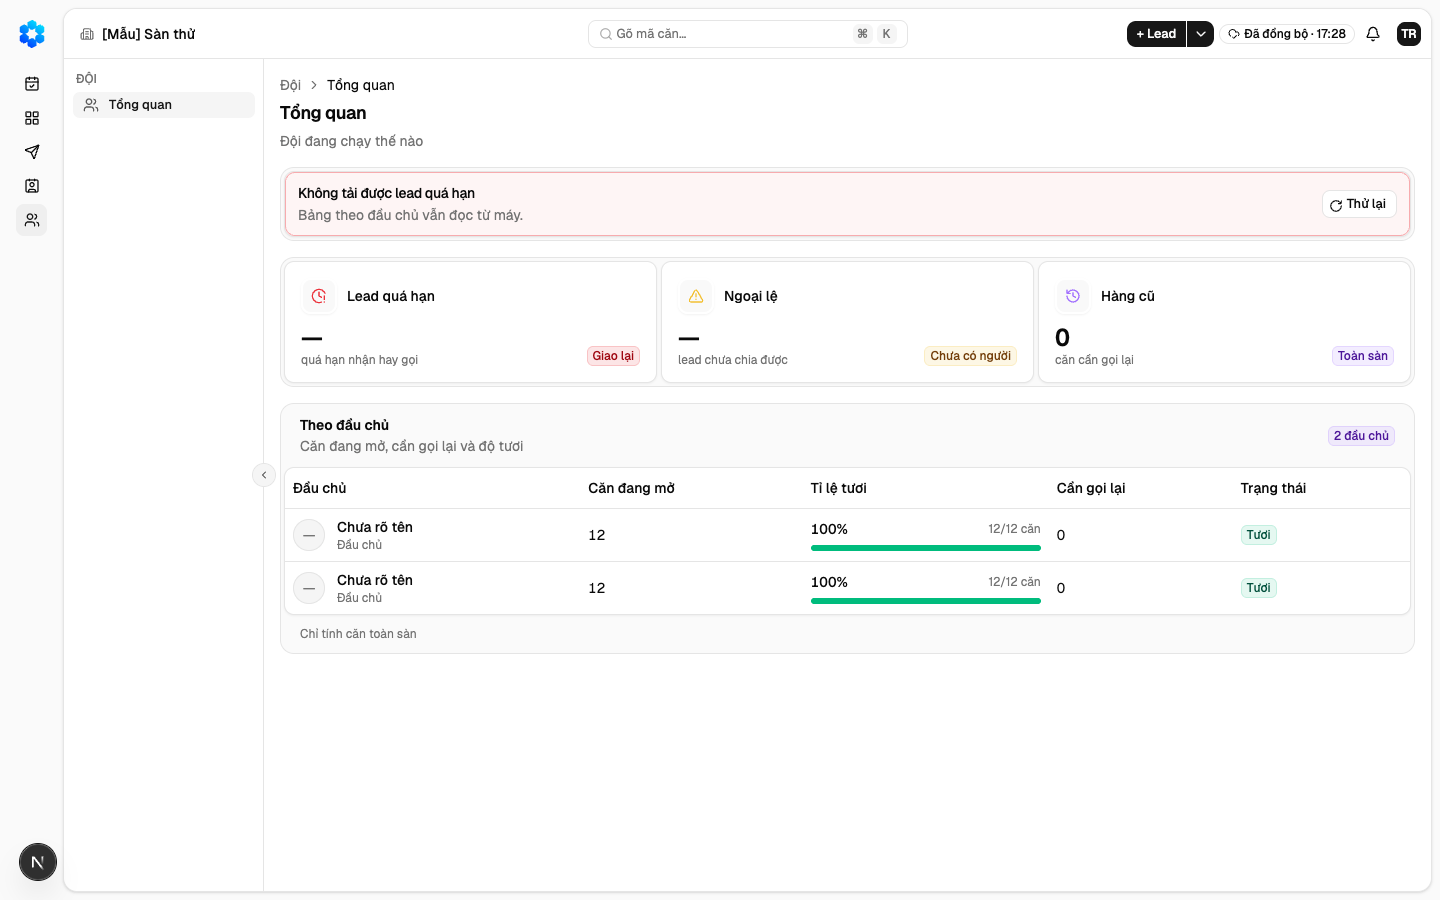 [Mẫu] Sàn thử
Gõ mã căn...
⌘ K
+ Lead
Đã đồng bộ · 17:28
TR
ĐỘI
Tổng quan
Đội > Tổng quan
Tổng quan
Đội đang chạy thế nào
Không tải được lead quá hạn
Bảng theo đầu chủ vẫn đọc từ máy.
Thử lại
Lead quá hạn
—
quá hạn nhận hay gọi
Giao lại
Ngoại lệ
—
lead chưa chia được
Chưa có người
Hàng cũ
0
căn cần gọi lại
Toàn sàn
Theo đầu chủ
Căn đang mở, cần gọi lại và độ tươi
2 đầu chủ
Đầu chủ Căn đang mở Tỉ lệ tươi Cần gọi lại Trạng thái
— Chưa rõ tên 12 100% 12/12 căn 0 Tươi
Đầu chủ
— Chưa rõ tên 12 100% 12/12 căn 0 Tươi
Đầu chủ
Chỉ tính căn toàn sàn
N